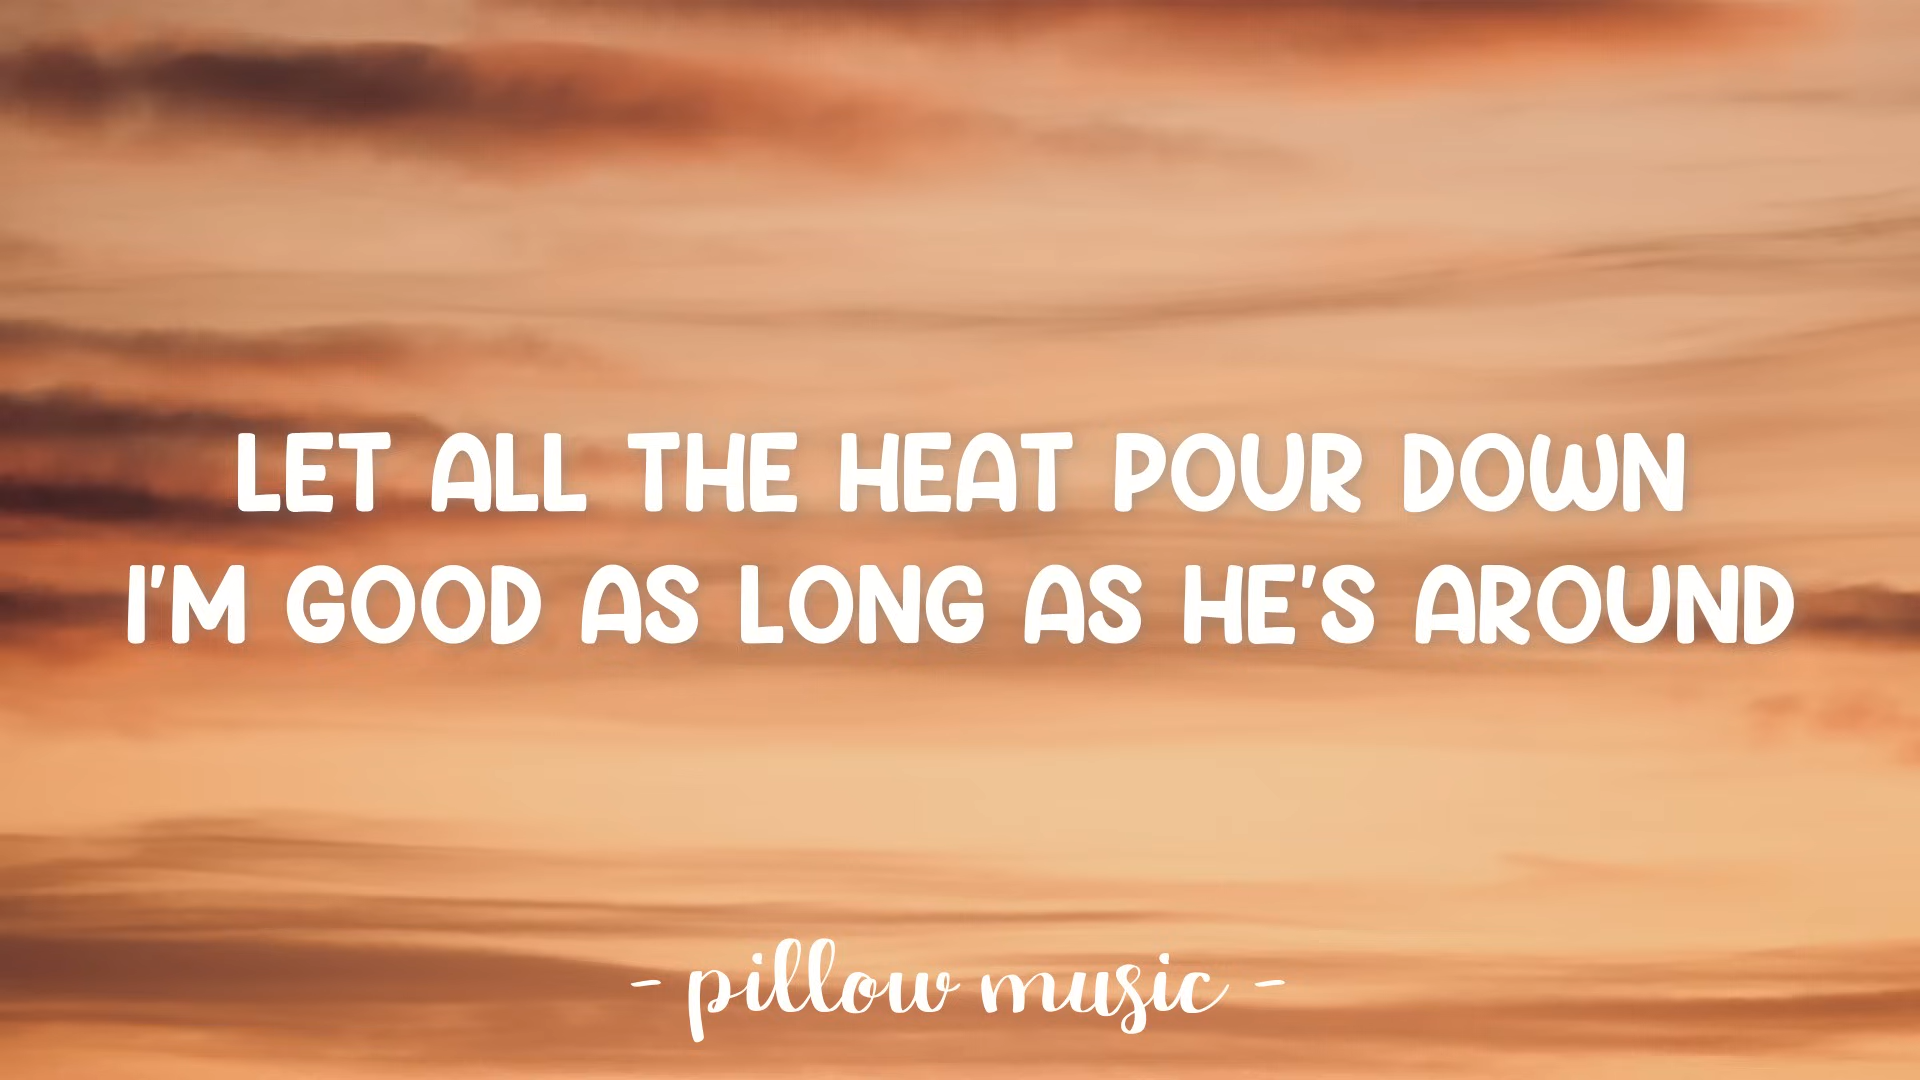 LET ALL THE HEAT POUR DOWN
I'M GOOD AS LONG AS HE'S AROUND
- pillow music -